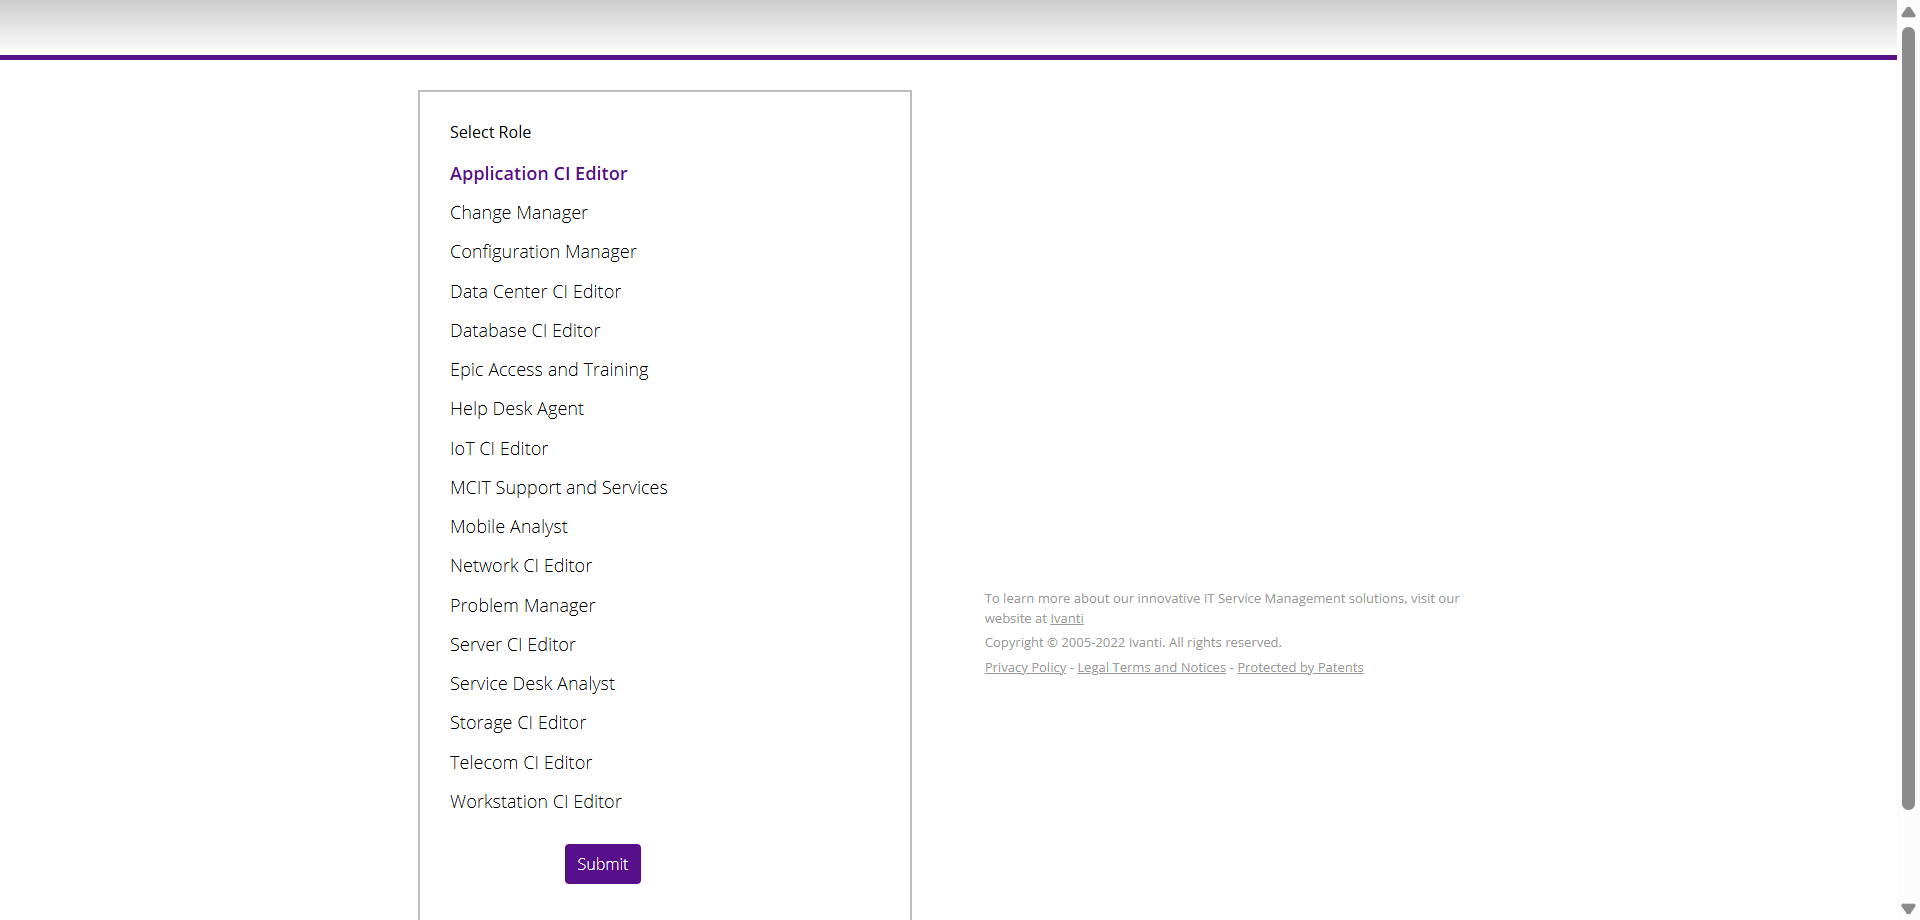 Select Role
Application CI Editor
Change Manager
Configuration Manager
Data Center CI Editor
Database CI Editor
Epic Access and Training
Help Desk Agent
IoT CI Editor
MCIT Support and Services
Mobile Analyst
Network CI Editor
Problem Manager
Server CI Editor
Service Desk Analyst
Storage CI Editor
Telecom CI Editor
Workstation CI Editor
Submit
To learn more about our innovative IT Service Management solutions, visit our
website at Ivanti
Copyright © 2005-2022 Ivanti. All rights reserved.
Privacy Policy - Legal Terms and Notices - Protected by Patents